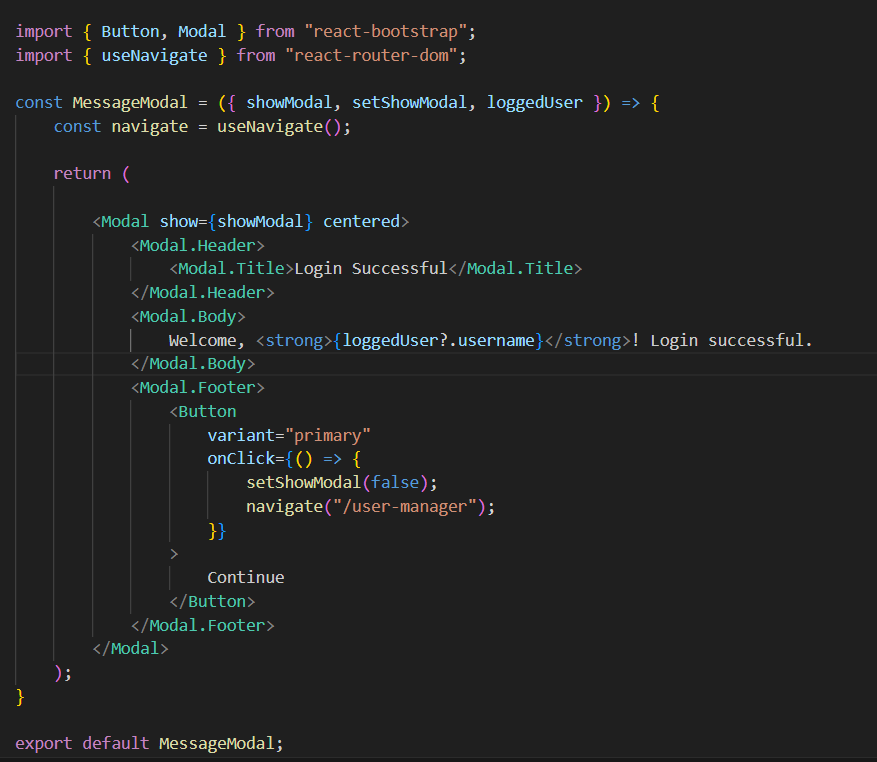 import { Button, Modal } from "react-bootstrap";
import { useNavigate } from "react-router-dom";

const MessageModal = ({ showModal, setShowModal, loggedUser }) => {
    const navigate = useNavigate();

    return (

        <Modal show={showModal} centered>
            <Modal.Header>
                <Modal.Title>Login Successful</Modal.Title>
            </Modal.Header>
            <Modal.Body>
                Welcome, <strong>{loggedUser?.username}</strong>! Login successful.
            </Modal.Body>
            <Modal.Footer>
                <Button
                    variant="primary"
                    onClick={() => {
                        setShowModal(false);
                        navigate("/user-manager");
                    }}
                >
                    Continue
                </Button>
            </Modal.Footer>
        </Modal>
    );
}

export default MessageModal;